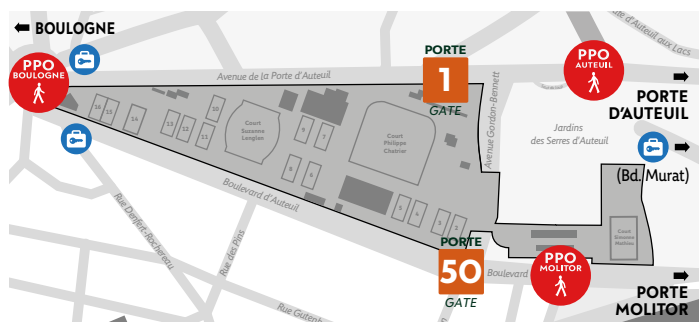 BOULOGNE
PPO
BOULOGNE
Avenue de la Porte d'Auteuil
PORTE
1
GATE
PPO
AUTEUIL
d'Auteuil aux Lacs
PORTE
D'AUTEUIL
(Bd. Murat)
Avenue Gordon-Bennett
Jardins
des Serres d'Auteuil
16
15
14
13
12
11
10
Court
Suzanne
Lenglen
9
7
8
6
Court
Philippe
Chatrier
5
4
3
2
Court
Simonne
Mathieu
Boulevard d'Auteuil
Rue Denfert-Rochereau
Rue des Pins
Rue Gutenb
PORTE
50
GATE
Boulevard
PPO
MOLITOR
PORTE
MOLITOR